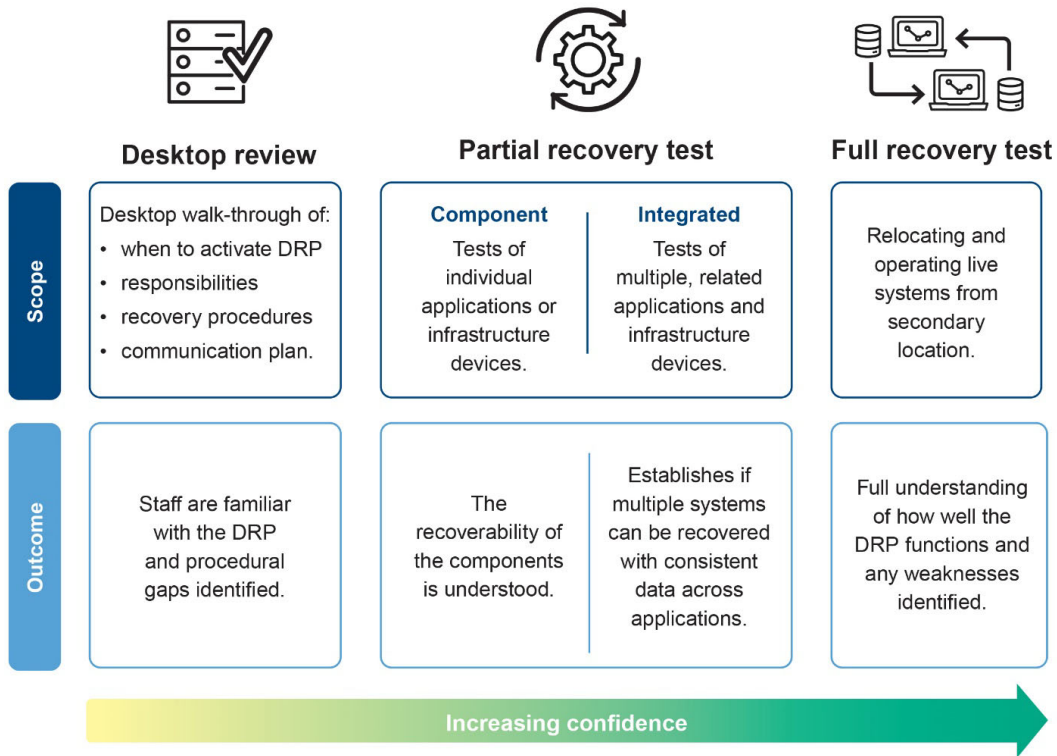 Desktop review
Partial recovery test
Full recovery test
Scope
Desktop walk-through of:
• when to activate DRP
• responsibilities
• recovery procedures
• communication plan.
Component
Tests of
individual
applications or
infrastructure
devices.
Integrated
Tests of
multiple, related
applications and
infrastructure
devices.
Relocating and
operating live
systems from
secondary
location.
Outcome
Staff are familiar
with the DRP
and procedural
gaps identified.
The
recoverability of
the components
is understood.
Establishes if
multiple systems
can be recovered
with consistent
data across
applications.
Full understanding
of how well the
DRP functions and
any weaknesses
identified.
Increasing confidence